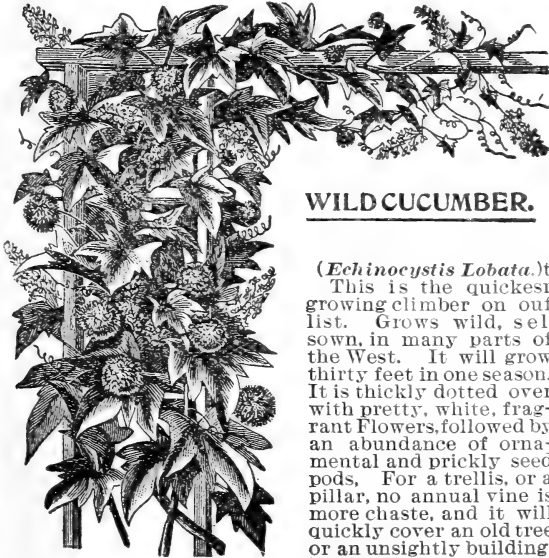 WILD CUCUMBER.
(Echinocystis Lobata.)t
This is the quickesr
growing climber on ouf
list. Grows wild, sel
sown, in many parts of
the West. It will grow
thirty feet in one season.
It is thickly dotted over
with pretty, white, frag-
rant Flowers, followed by
an abundance of orna-
mental and prickly seed
pods, For a trellis, or a
pillar, no annual vine is
more chaste, and it will
quickly cover an old tree
or an unsightly building